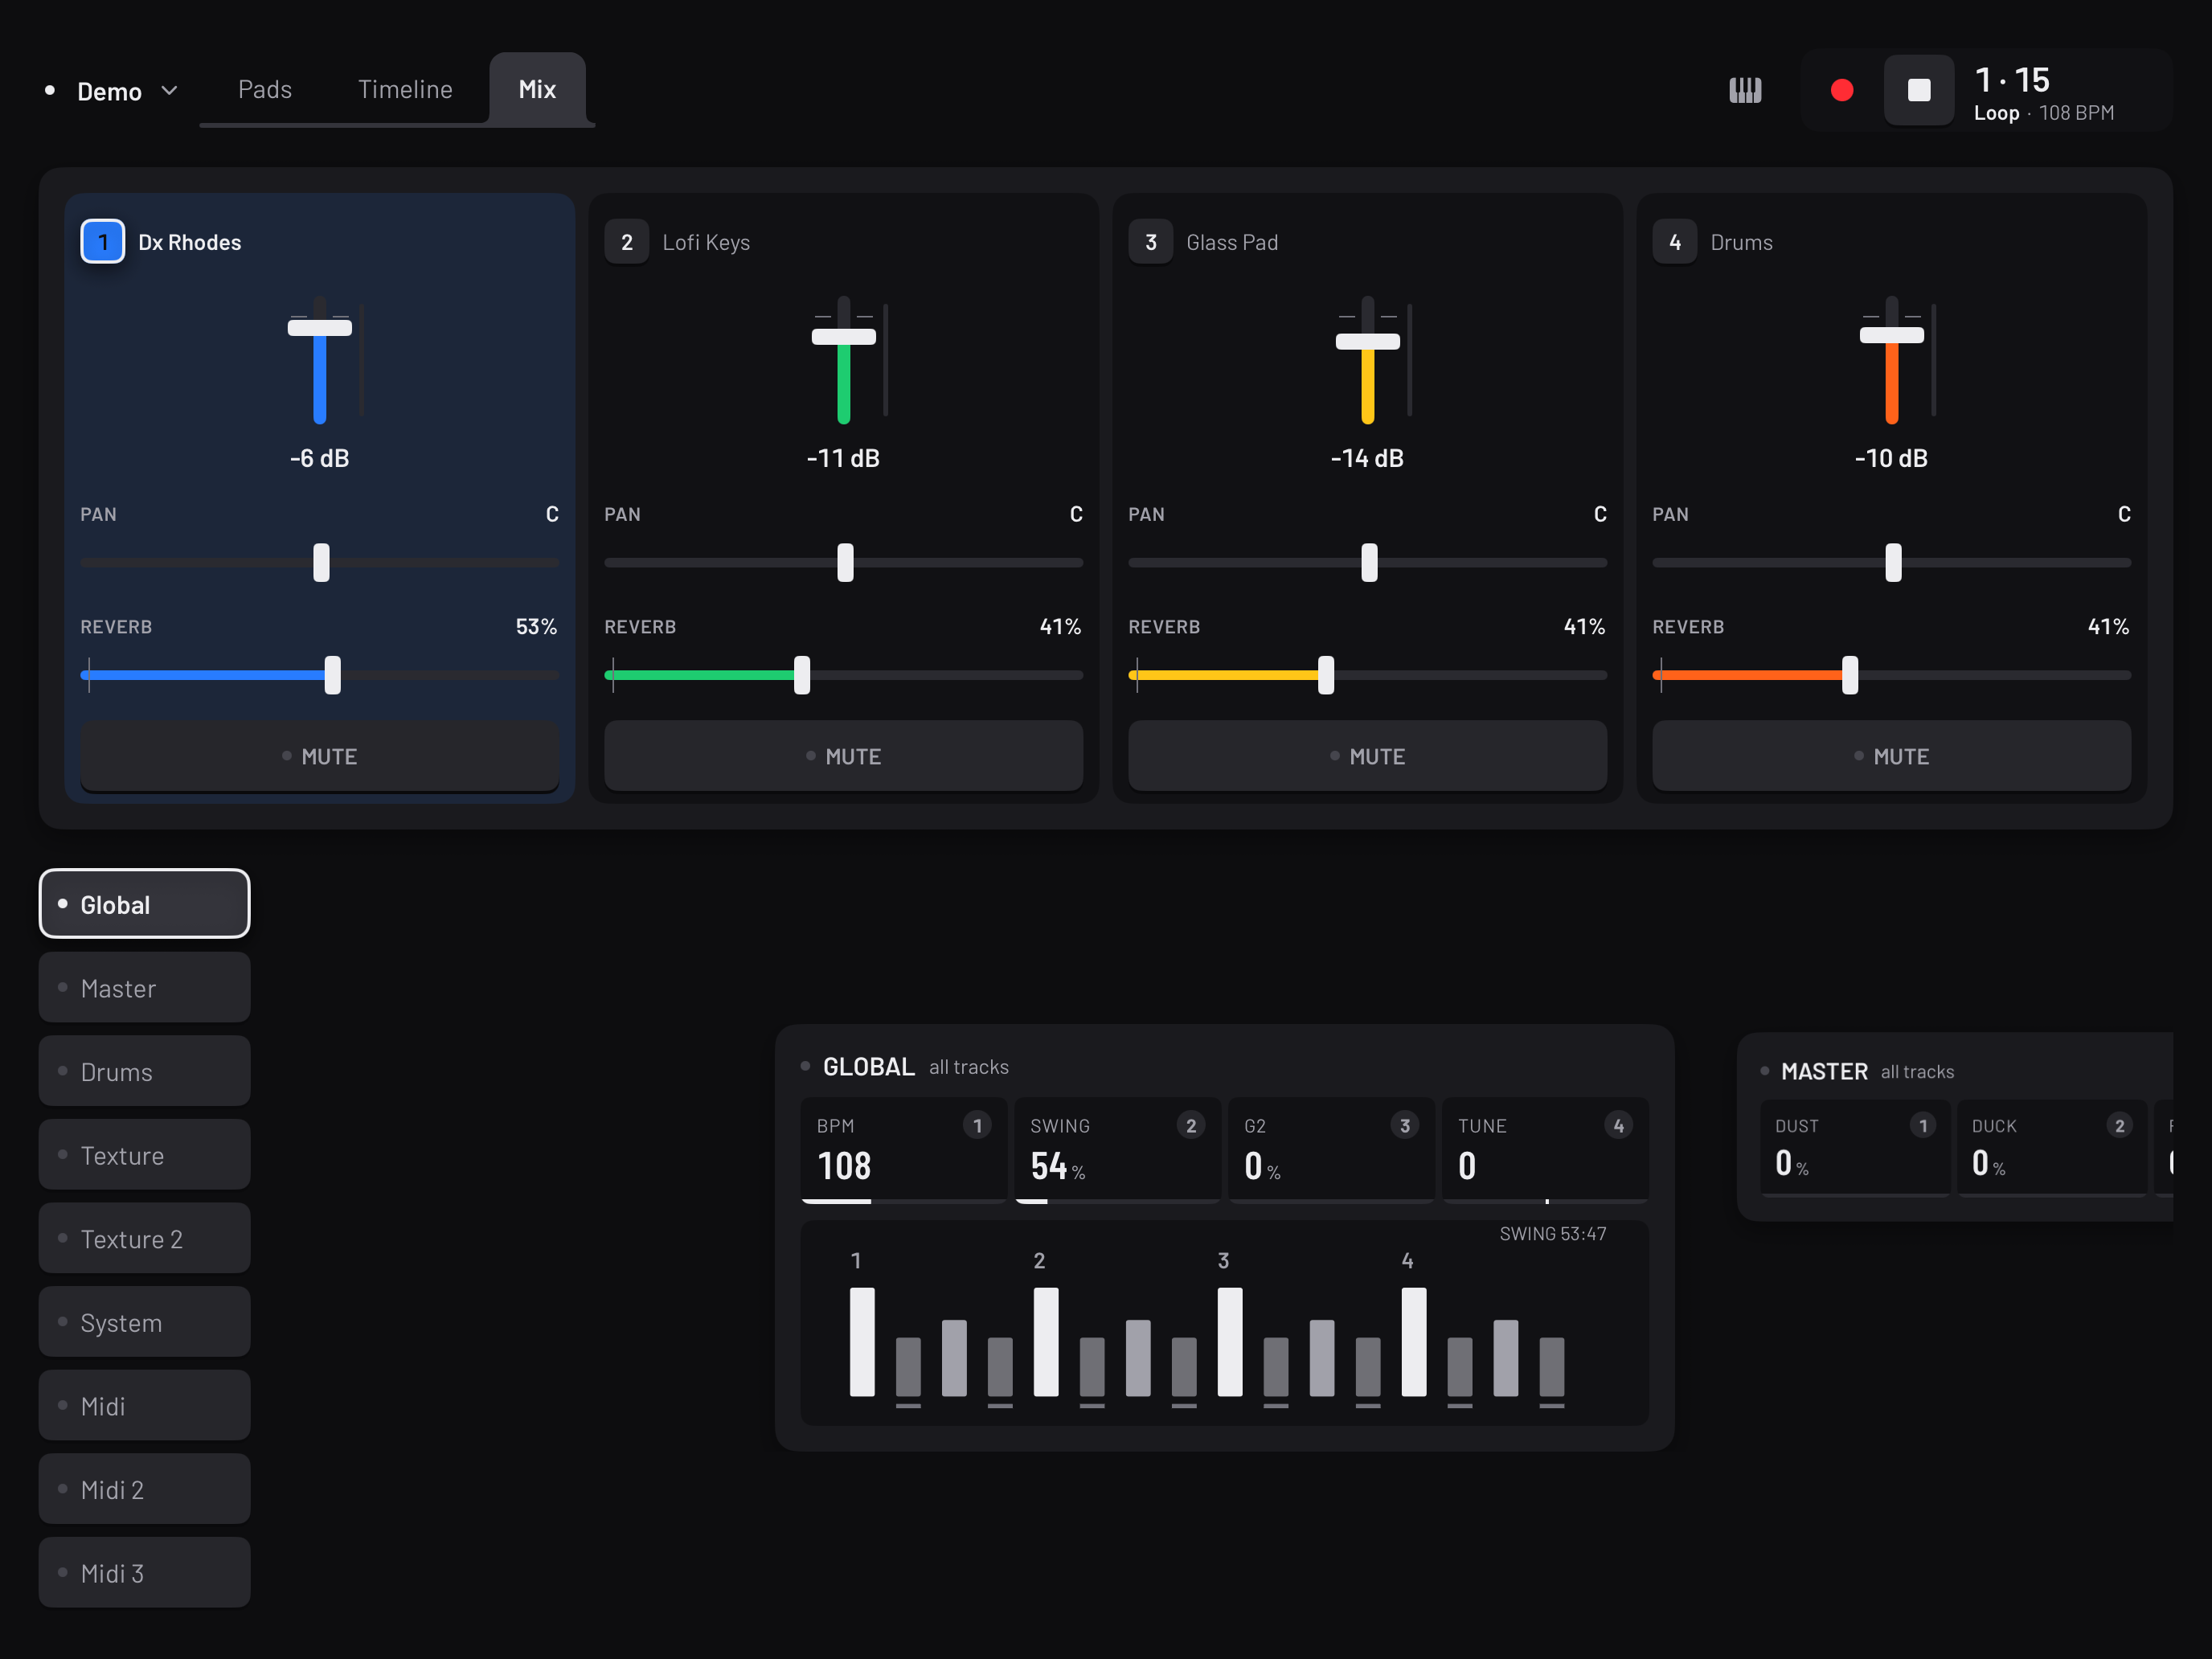 Demo
Pads
Timeline
Mix
1 · 15
Loop · 108 BPM
1 Dx Rhodes
-6 dB
PAN C
REVERB 53%
MUTE
2 Lofi Keys
-11 dB
PAN C
REVERB 41%
MUTE
3 Glass Pad
-14 dB
PAN C
REVERB 41%
MUTE
4 Drums
-10 dB
PAN C
REVERB 41%
MUTE
Global
Master
Drums
Texture
Texture 2
System
Midi
Midi 2
Midi 3
GLOBAL all tracks
BPM 1
108
SWING 2
54 %
G2 3
0 %
TUNE 4
0
SWING 53:47
1 2 3 4
MASTER all tracks
DUST 1
0 %
DUCK 2
0 %